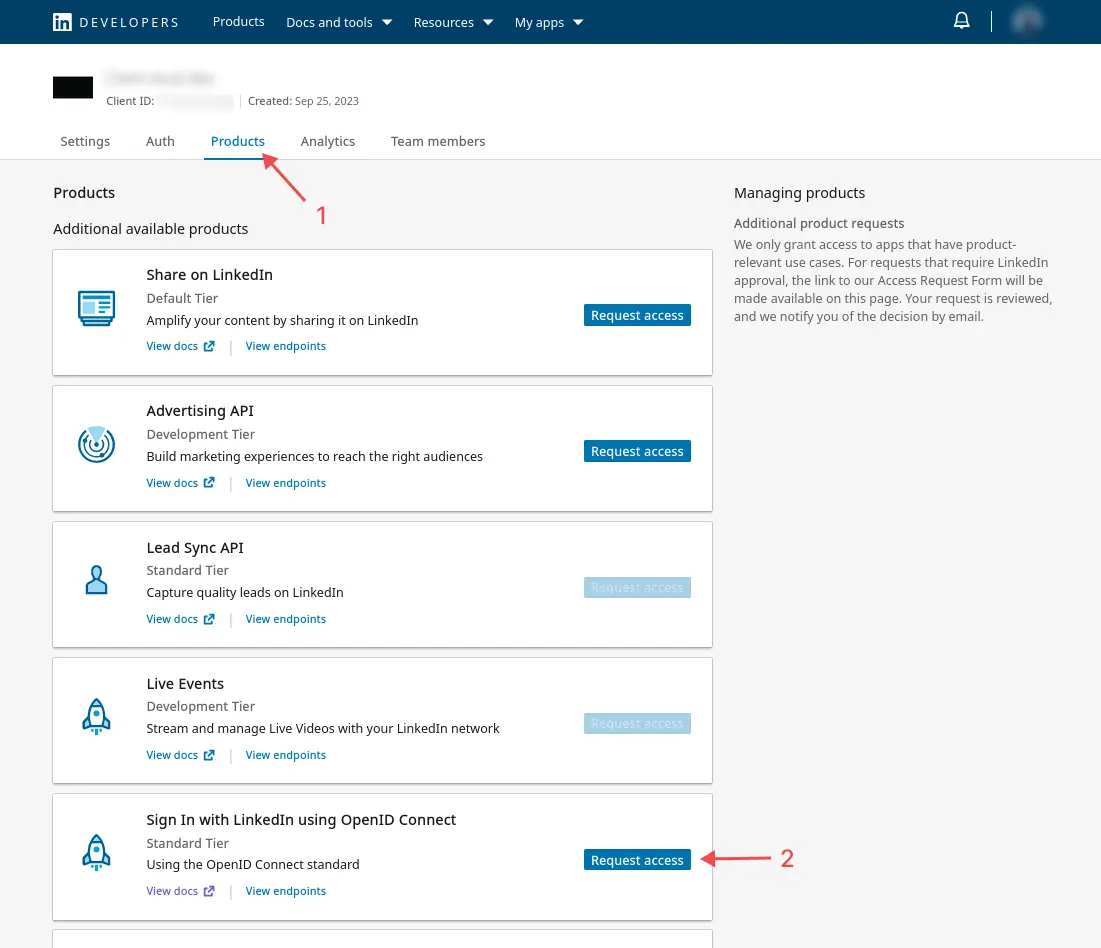 in DEVELOPERS Products Docs and tools Resources My apps
Client ID: Created: Sep 25, 2023
Settings Auth Products Analytics Team members
1
Products
Additional available products
Share on LinkedIn
Default Tier
Amplify your content by sharing it on LinkedIn
Request access
View docs | View endpoints
Advertising API
Development Tier
Build marketing experiences to reach the right audiences
Request access
View docs | View endpoints
Lead Sync API
Standard Tier
Capture quality leads on LinkedIn
Request access
View docs | View endpoints
Live Events
Development Tier
Stream and manage Live Videos with your LinkedIn network
Request access
View docs | View endpoints
Sign In with LinkedIn using OpenID Connect
Standard Tier
Using the OpenID Connect standard
Request access
2
View docs | View endpoints
Managing products
Additional product requests
We only grant access to apps that have product-
relevant use cases. For requests that require LinkedIn
approval, the link to our Access Request Form will be
made available on this page. Your request is reviewed,
and we notify you of the decision by email.